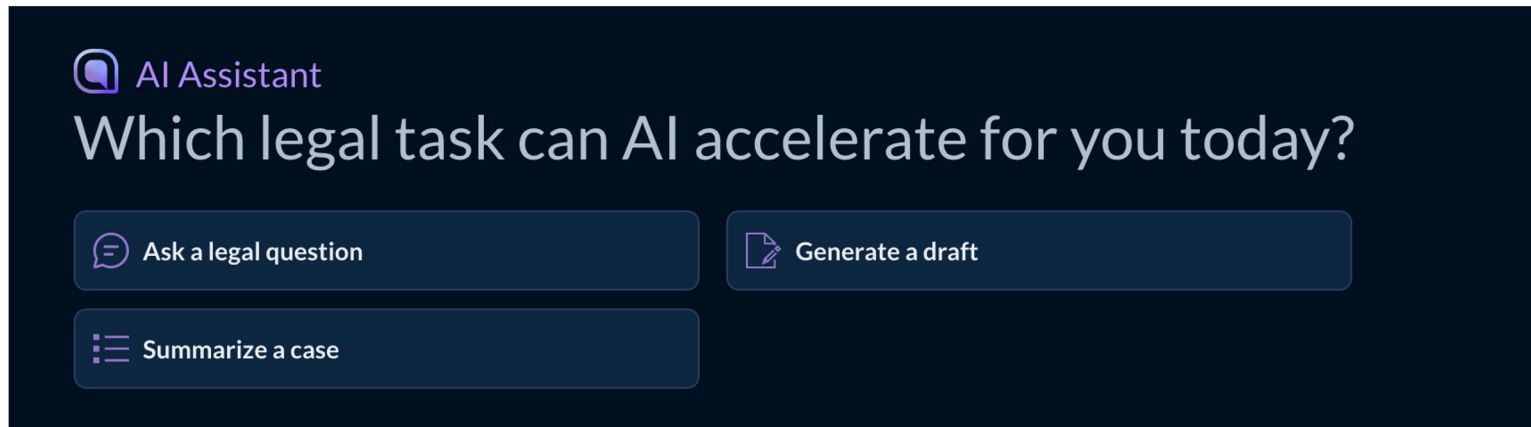 AI Assistant
Which legal task can AI accelerate for you today?
Ask a legal question
Generate a draft
Summarize a case